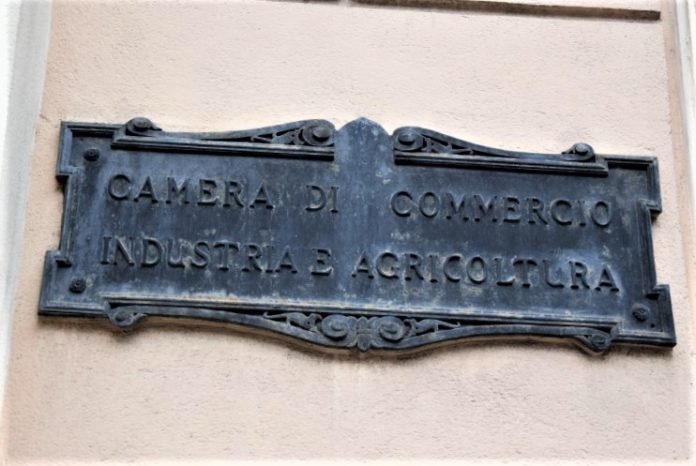 CAMERA DI COMMERCIO
INDUSTRIA E AGRICOLTURA